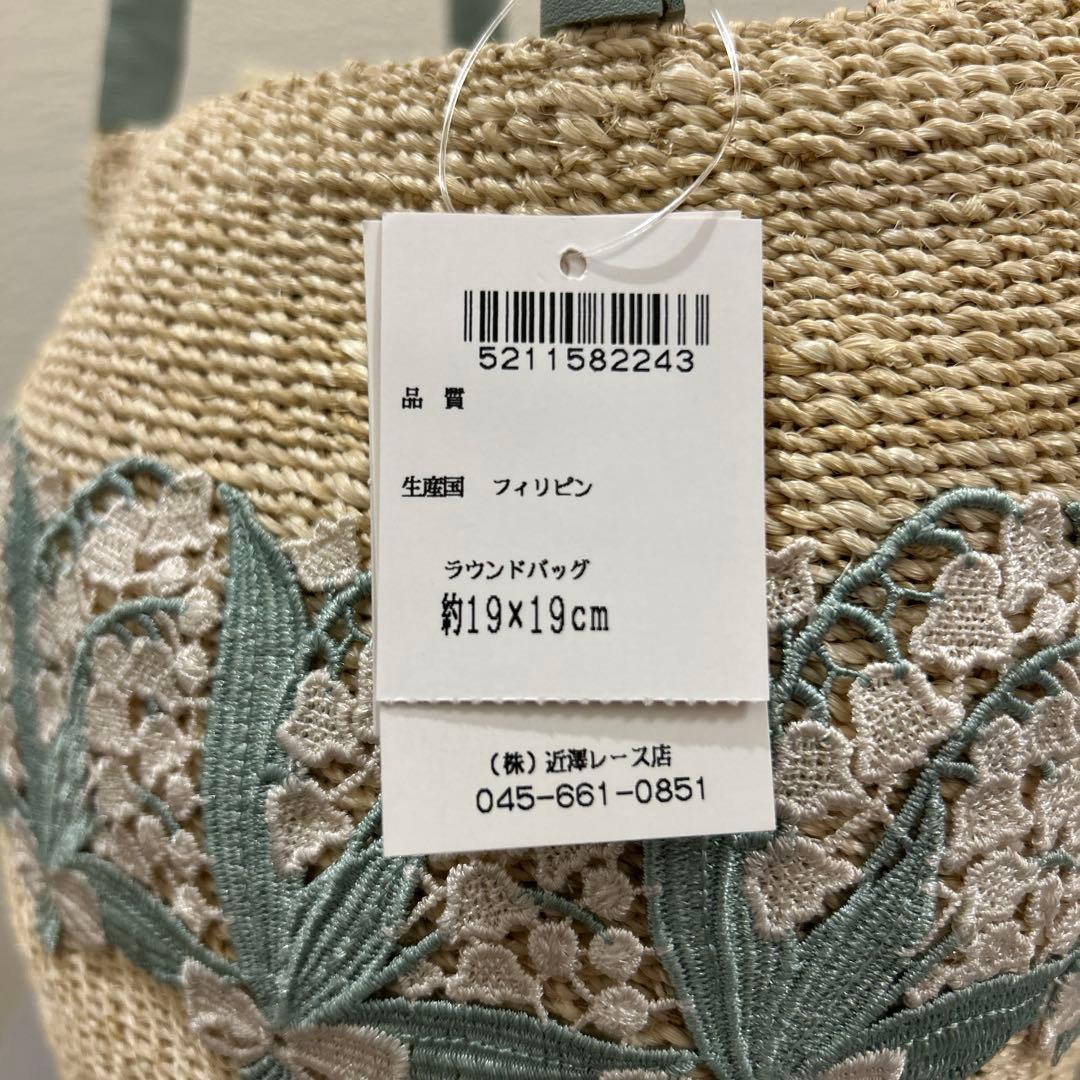 5211582243
品 質
生産国 フィリピン
ラウンドバッグ
約19×19cm
(株)近澤レース店
045-661-0851